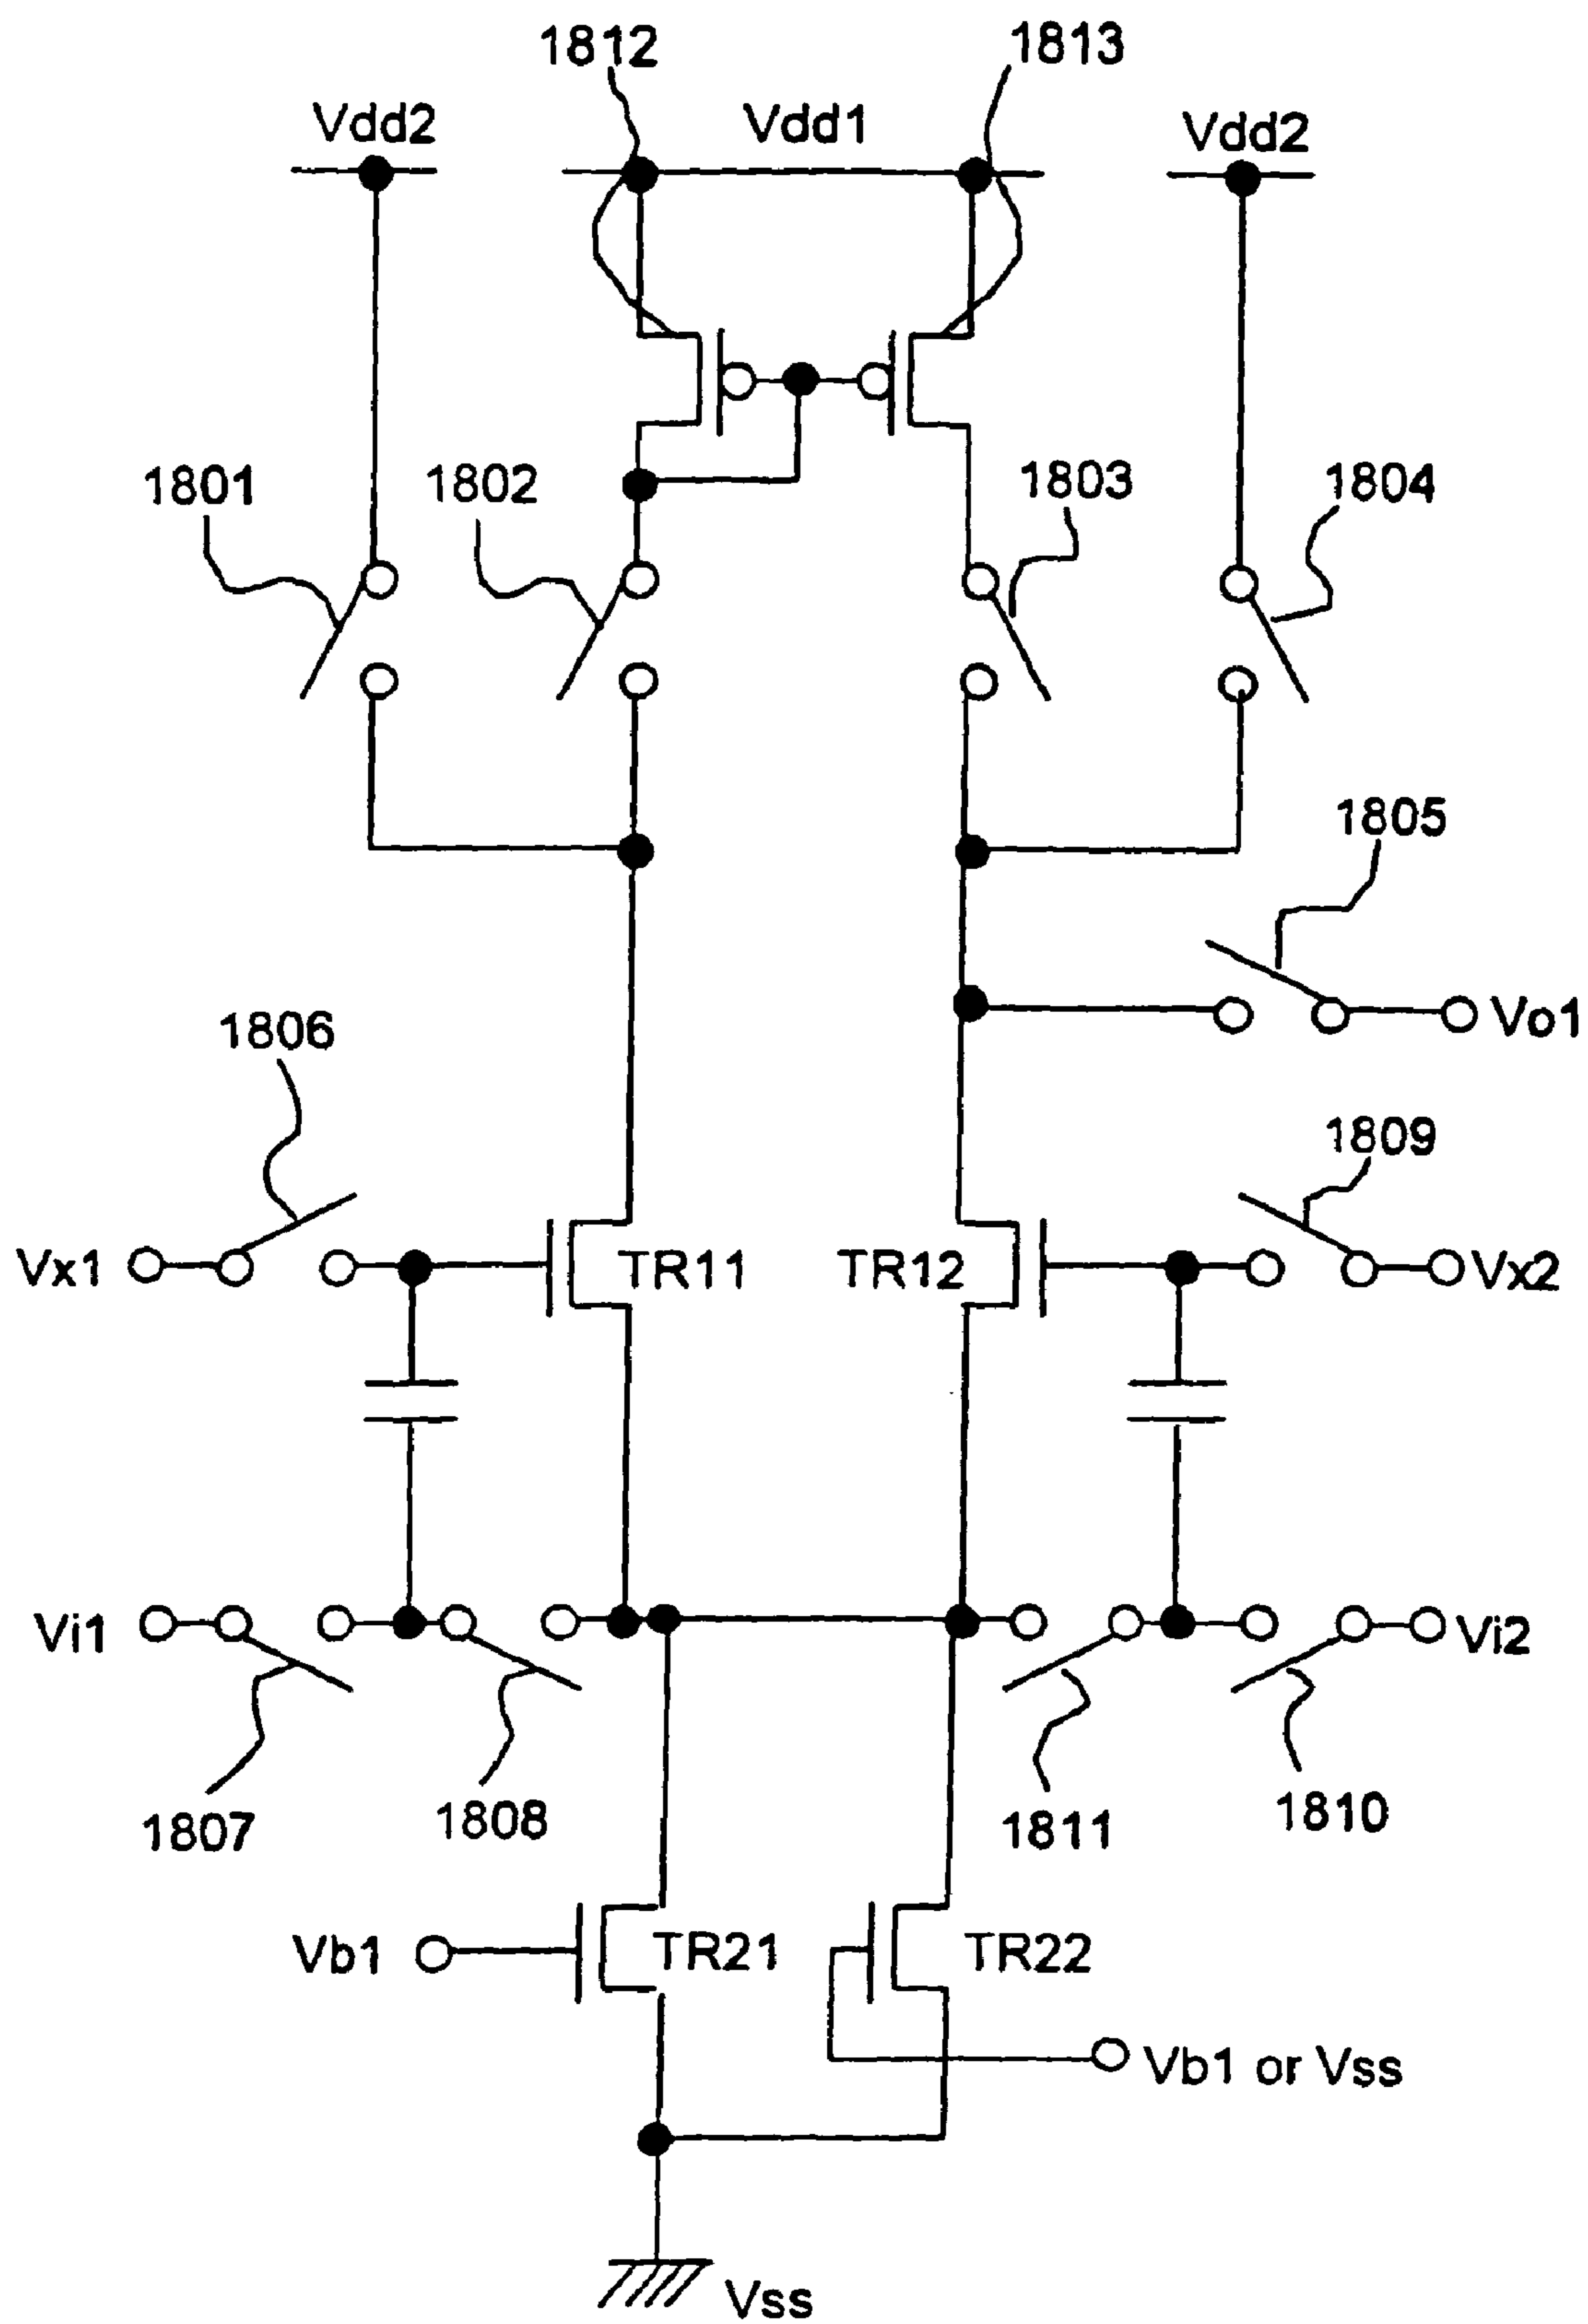 1812
1813
Vdd2
Vdd1
Vdd2
1801
1802
1803
1804
1805
Vo1
1806
1809
Vx1
TR11
TR12
Vx2
Vi1
Vi2
1807
1808
1811
1810
Vb1
TR21
TR22
Vb1 or Vss
Vss